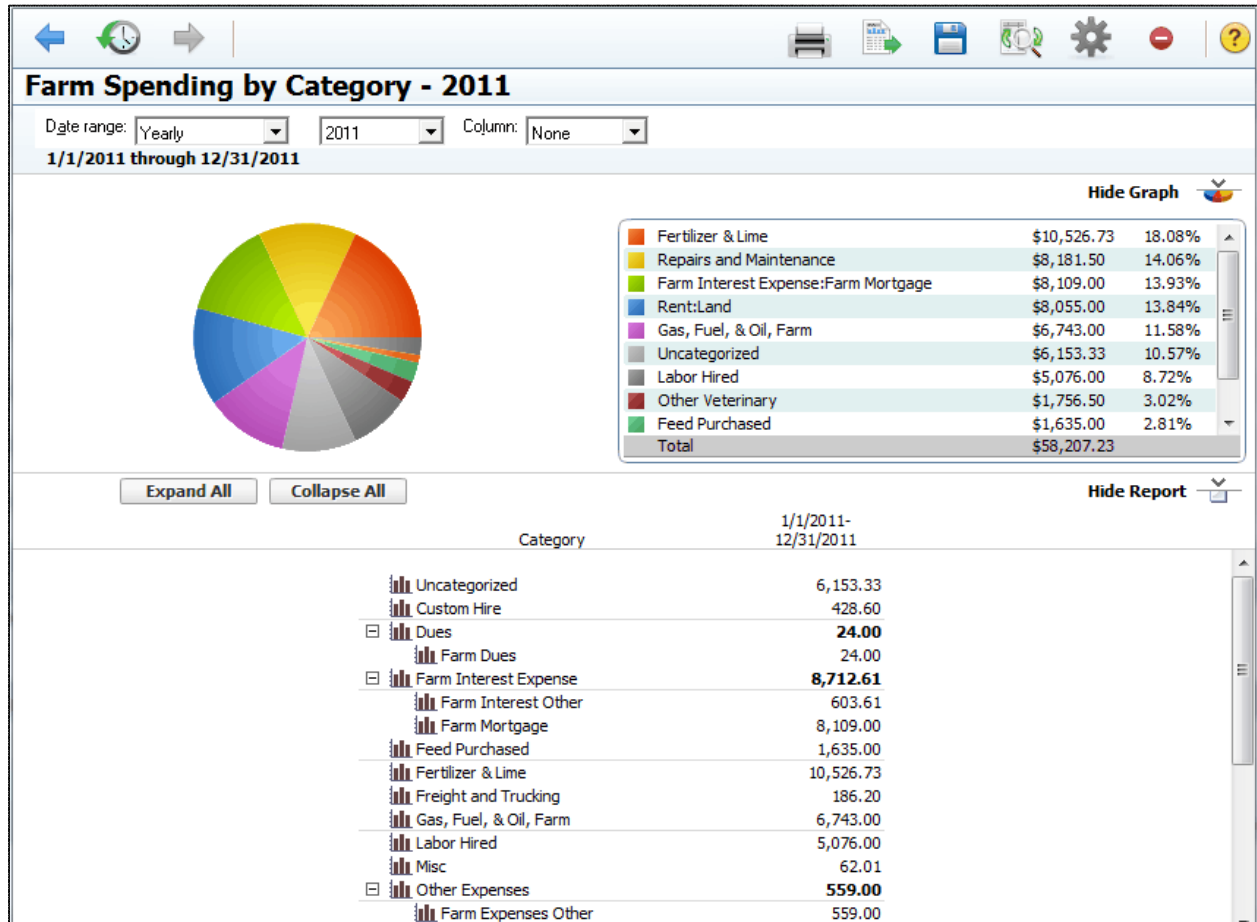 ?
Farm Spending by Category - 2011
Date range: Yearly 2011 Column: None
1/1/2011 through 12/31/2011
Hide Graph
Fertilizer & Lime $10,526.73 18.08%
Repairs and Maintenance $8,181.50 14.06%
Farm Interest Expense:Farm Mortgage $8,109.00 13.93%
Rent:Land $8,055.00 13.84%
Gas, Fuel, & Oil, Farm $6,743.00 11.58%
Uncategorized $6,153.33 10.57%
Labor Hired $5,076.00 8.72%
Other Veterinary $1,756.50 3.02%
Feed Purchased $1,635.00 2.81%
Total $58,207.23
Expand All Collapse All Hide Report
1/1/2011-
Category 12/31/2011
Uncategorized 6,153.33
Custom Hire 428.60
Dues 24.00
Farm Dues 24.00
Farm Interest Expense 8,712.61
Farm Interest Other 603.61
Farm Mortgage 8,109.00
Feed Purchased 1,635.00
Fertilizer & Lime 10,526.73
Freight and Trucking 186.20
Gas, Fuel, & Oil, Farm 6,743.00
Labor Hired 5,076.00
Misc 62.01
Other Expenses 559.00
Farm Expenses Other 559.00